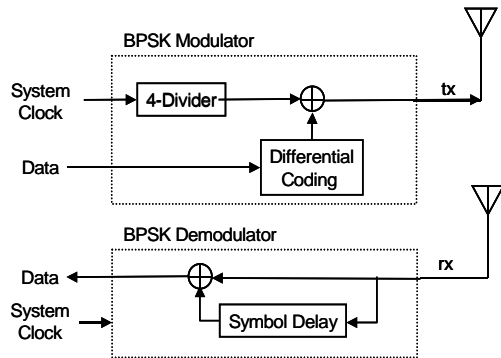 BPSK Modulator
System
Clock
4-Divider
tx
Data
Differential
Coding
BPSK Demodulator
rx
Data
System
Clock
Symbol Delay